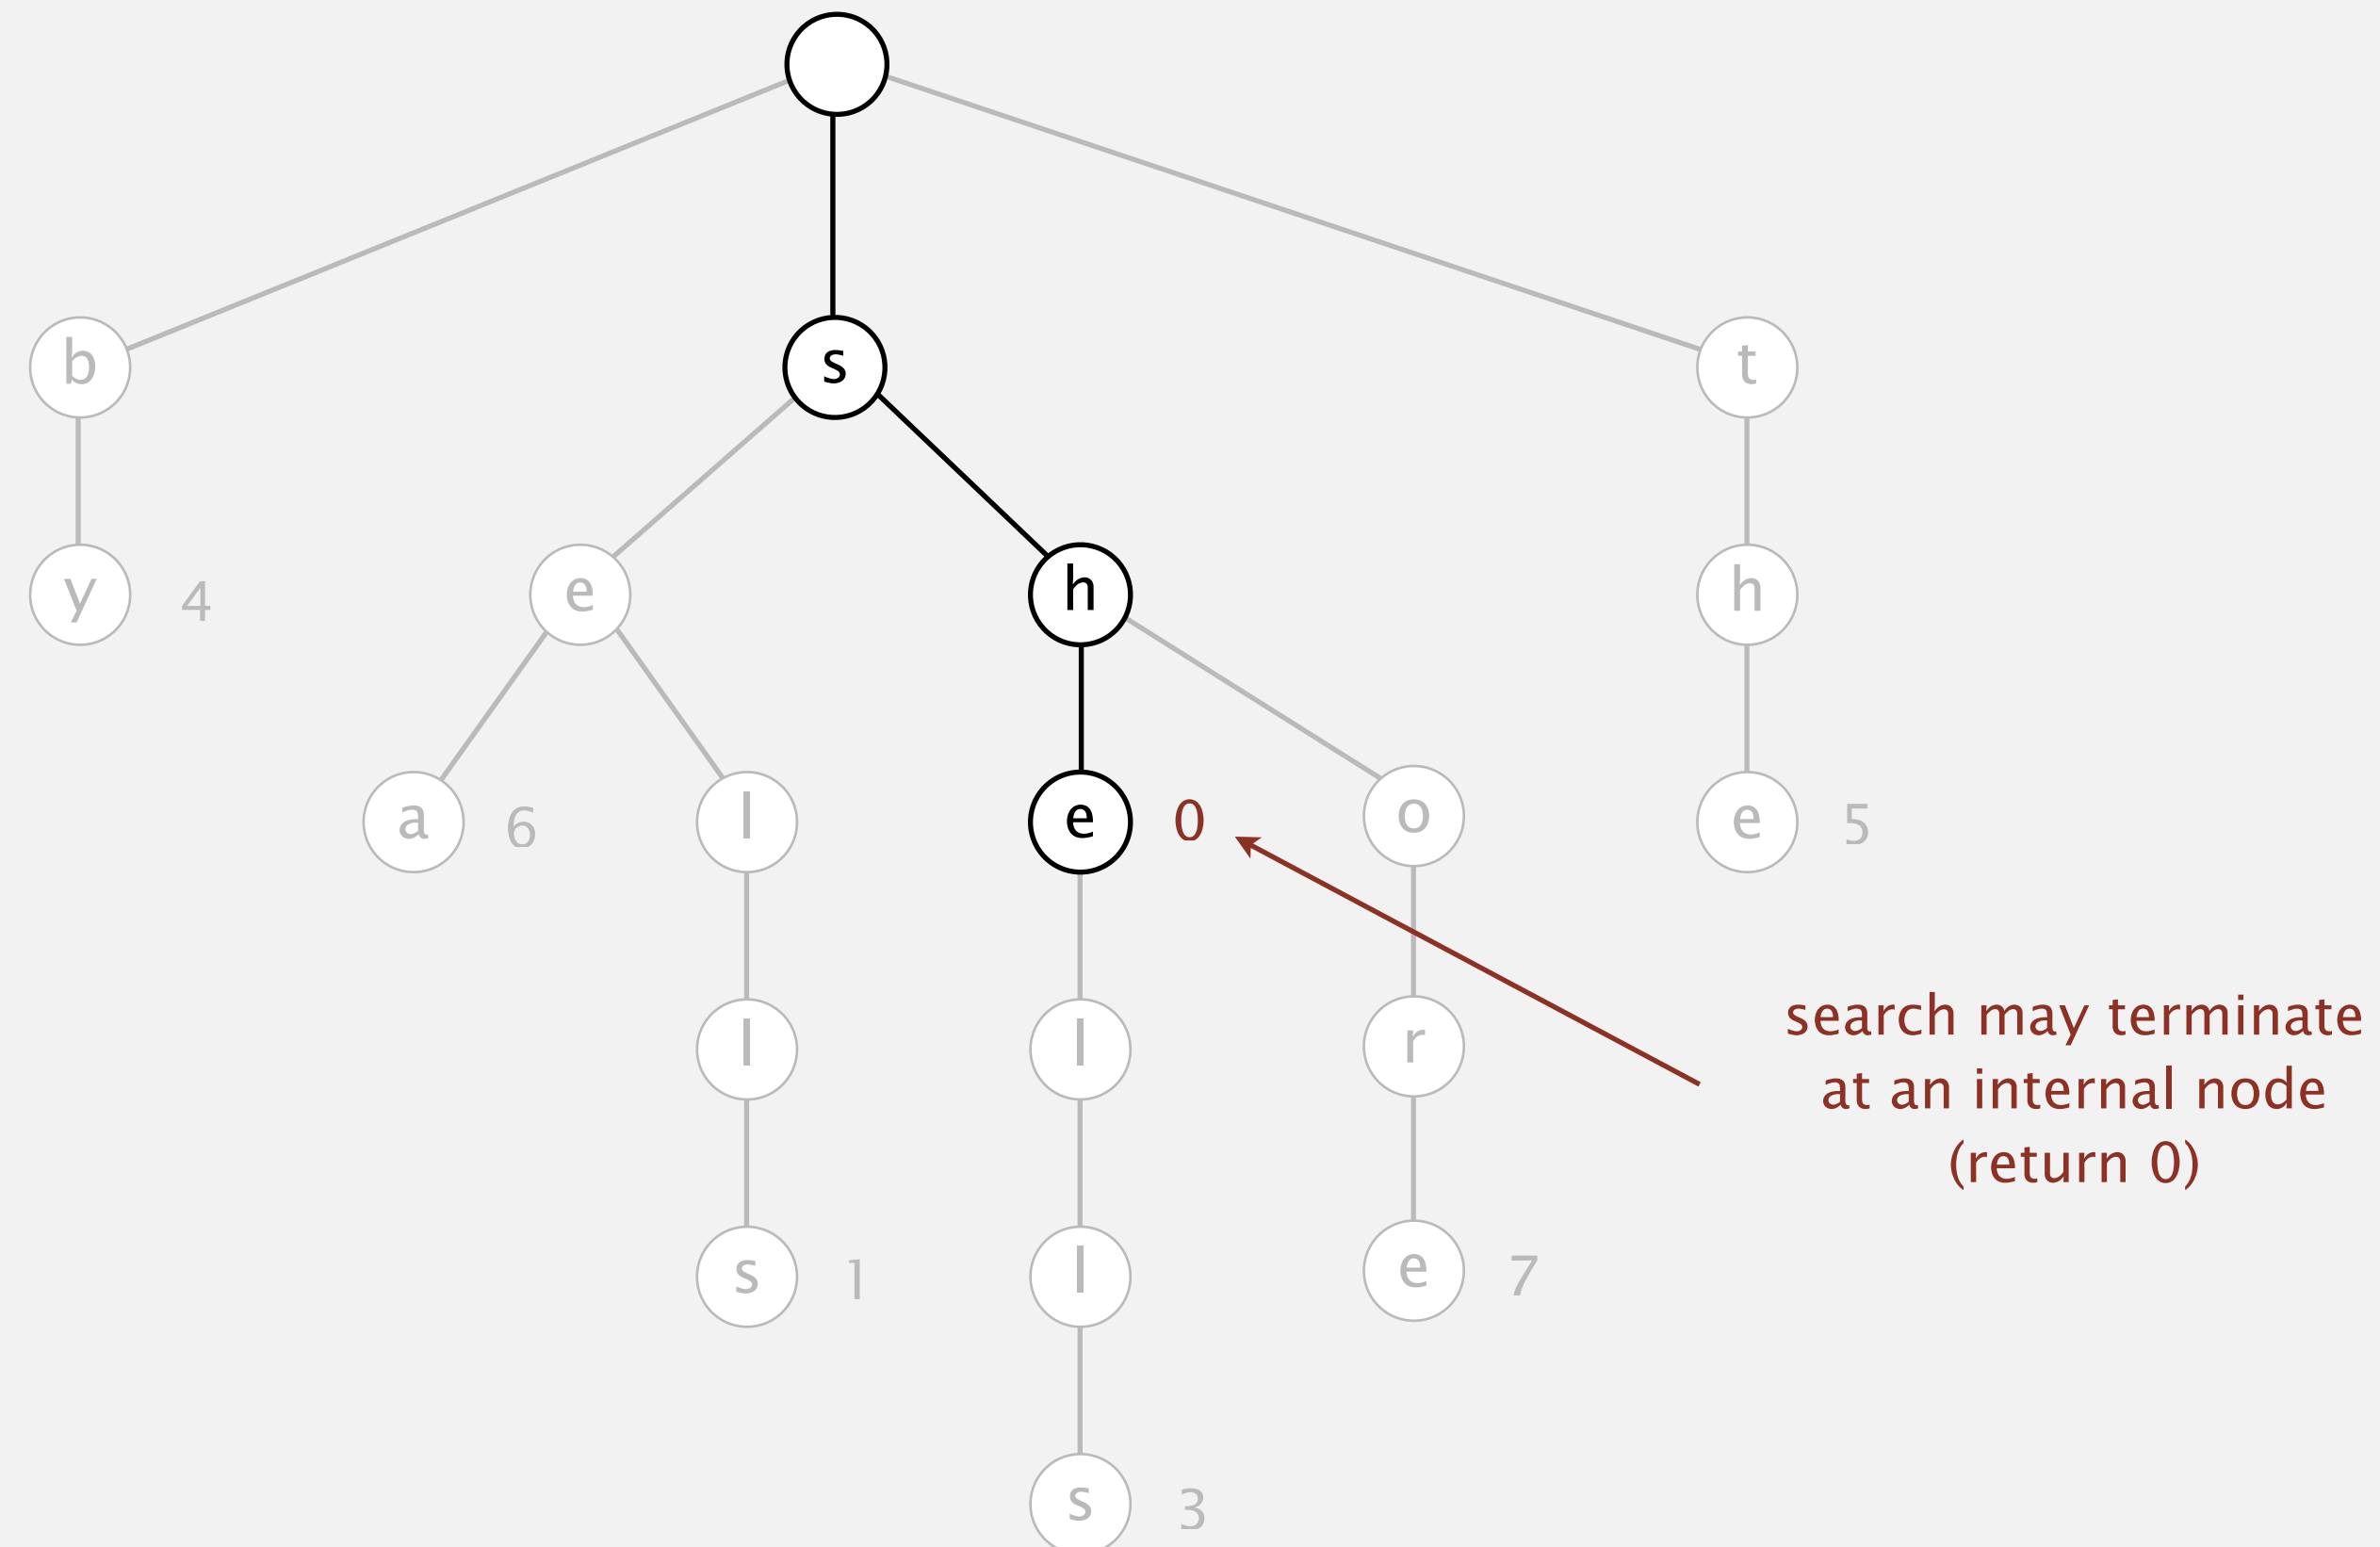 b
s
t
y 4
e
h
h
a 6
l
e 0
o
e 5
l
l
r
search may terminate
at an internal node
(return 0)
s 1
l
e 7
s 3